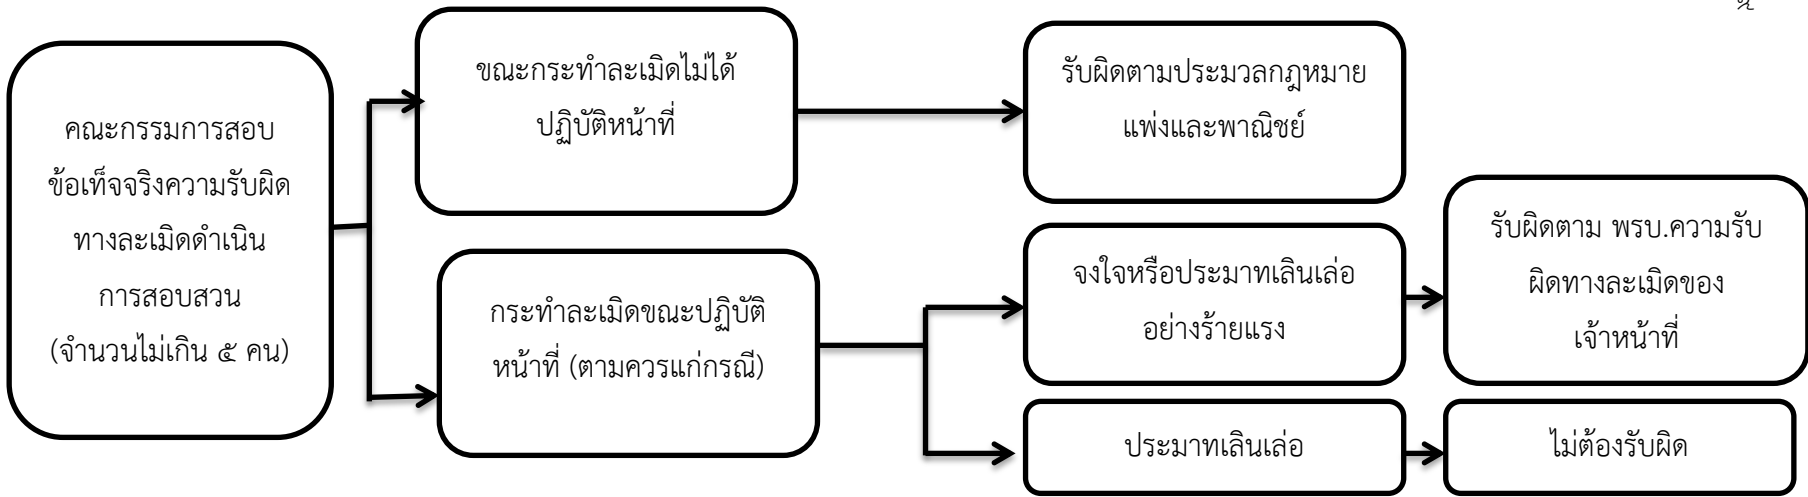 คณะกรรมการสอบ
ข้อเท็จจริงความรับผิด
ทางละเมิดดำเนิน
การสอบสวน
(จำนวนไม่เกิน ๕ คน)
ขณะกระทำละเมิดไม่ได้
ปฏิบัติหน้าที่
รับผิดตามประมวลกฎหมาย
แพ่งและพาณิชย์
กระทำละเมิดขณะปฏิบัติ
หน้าที่ (ตามควรแก่กรณี)
จงใจหรือประมาทเลินเล่อ
อย่างร้ายแรง
รับผิดตาม พรบ.ความรับ
ผิดทางละเมิดของ
เจ้าหน้าที่
ประมาทเลินเล่อ
ไม่ต้องรับผิด